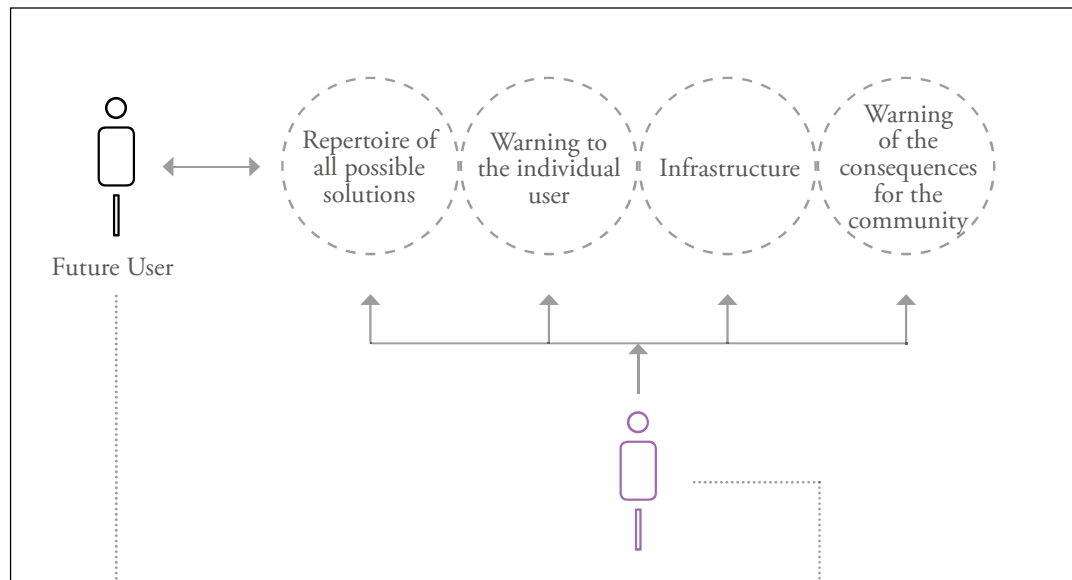 Repertoire of
all possible
solutions
Warning to
the individual
user
Infrastructure
Warning
of the
consequences
for the
community
Future User